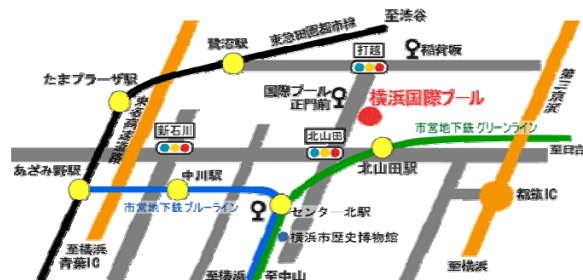 至渋谷
東急田園都市線
鷺沼駅
打越
稲荷坂
たまプラーザ駅
国際プール
正門前
横浜国際プール
第三京浜
東名高速道路
新石川
北山田
市営地下鉄 グリーンライン
至日吉
あざみ野駅
中川駅
北山田駅
市営地下鉄ブルーライン
センター北駅
都筑IC
横浜市歴史博物館
至横浜
青葉IC
至横浜
至中山
至横浜